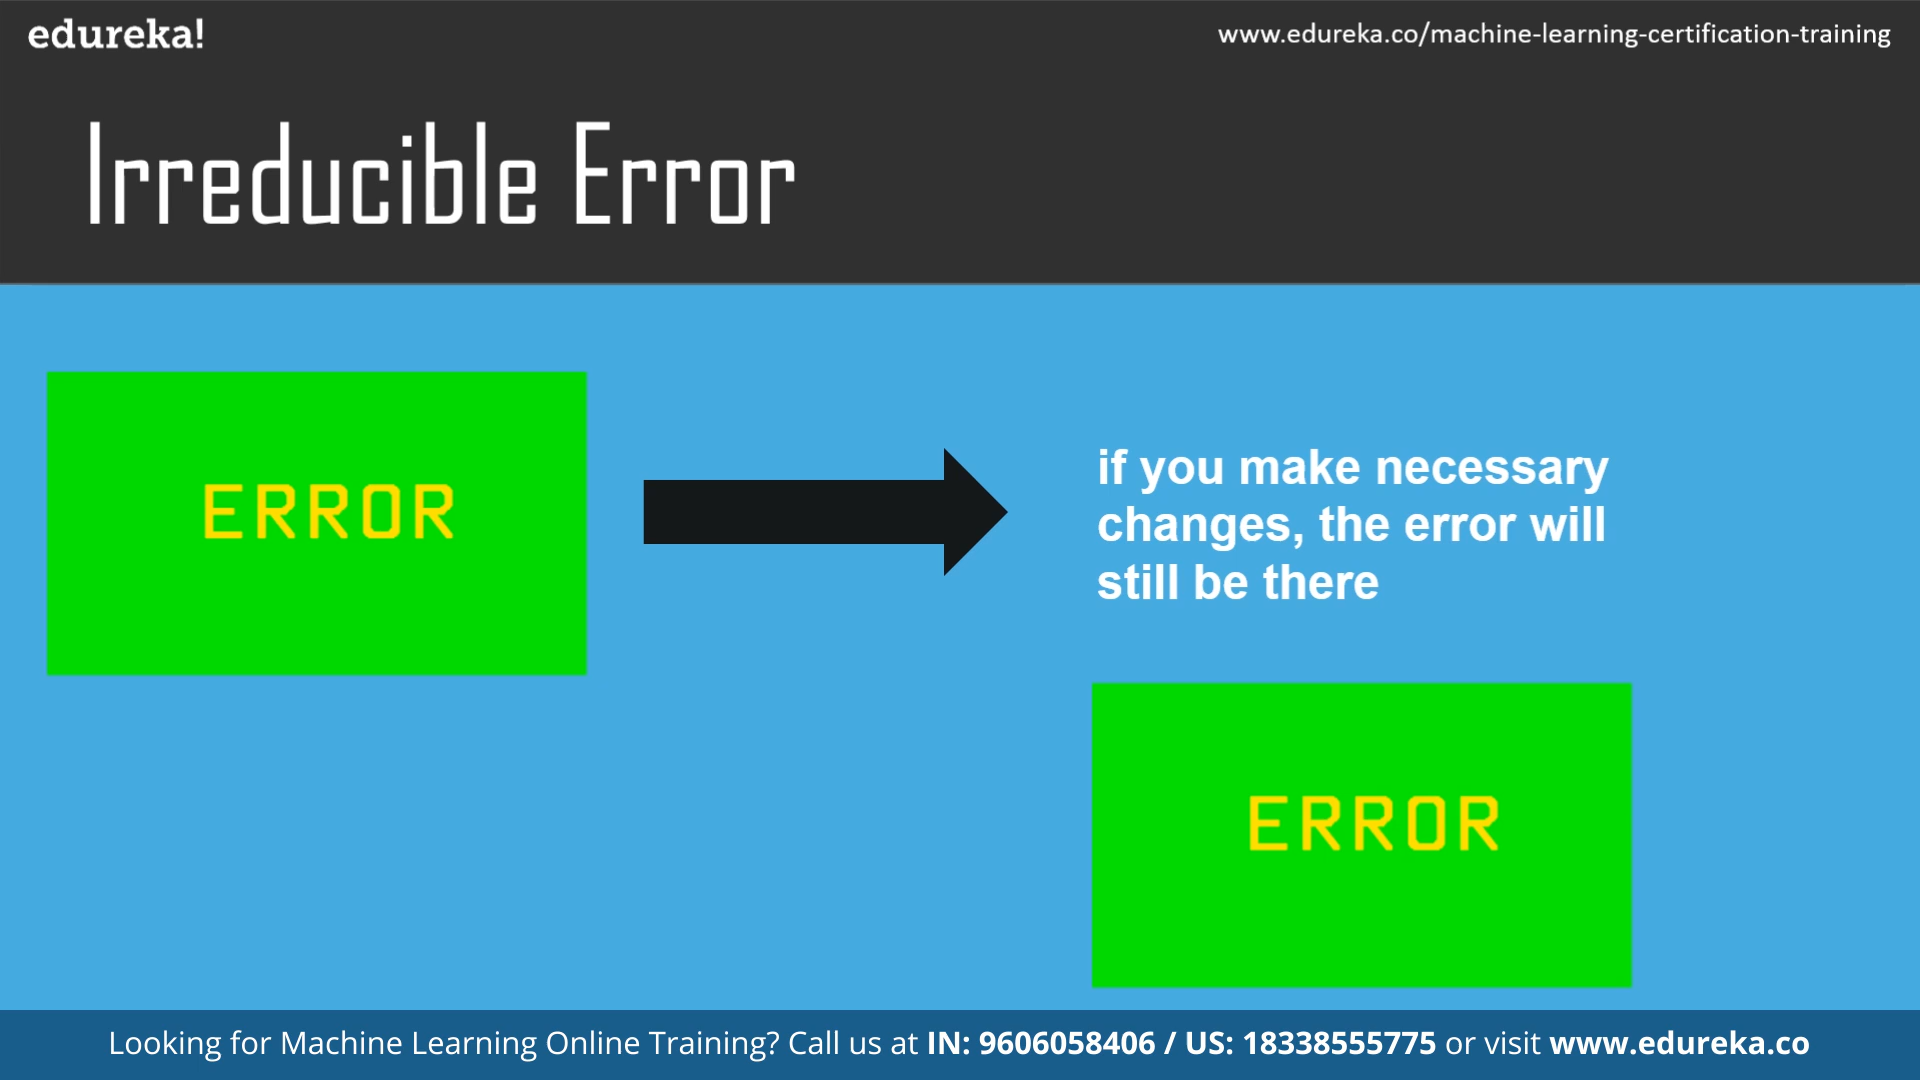 edureka!
www.edureka.co/machine-learning-certification-training
Irreducible Error
ERROR
if you make necessary
changes, the error will
still be there
ERROR
Looking for Machine Learning Online Training? Call us at IN: 9606058406 / US: 18338555775 or visit www.edureka.co